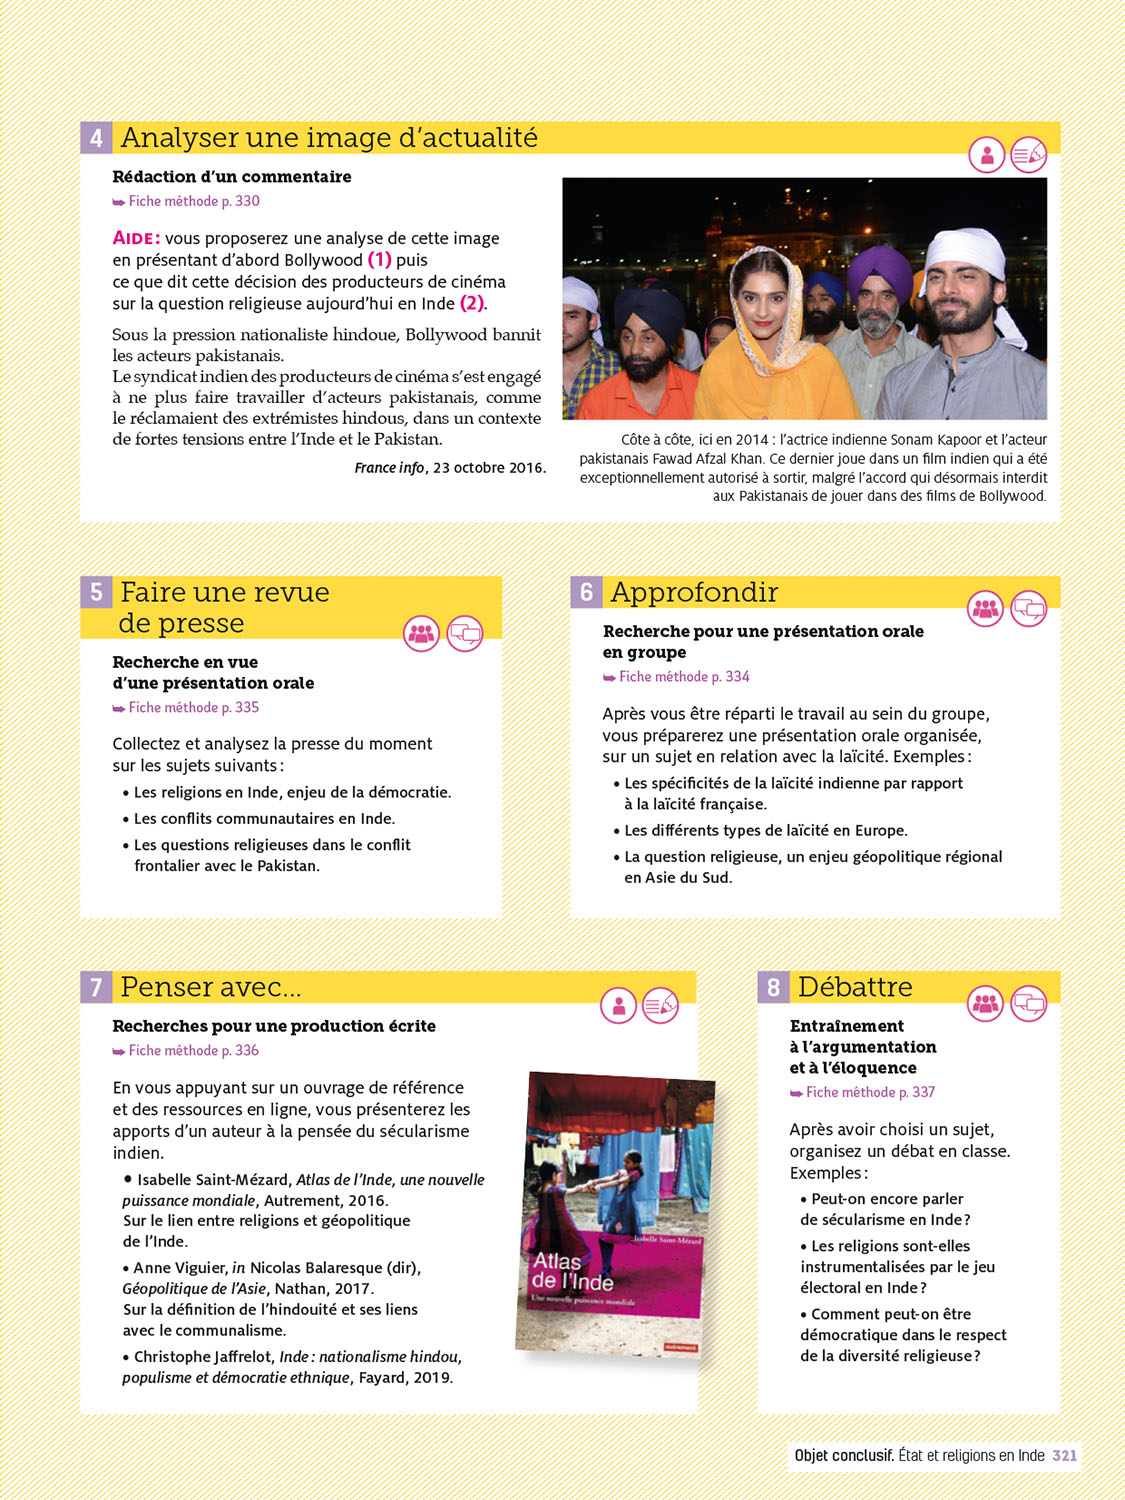 4 Analyser une image d'actualité
Rédaction d'un commentaire
➥ Fiche méthode p. 330
AIDE : vous proposerez une analyse de cette image
en présentant d'abord Bollywood (1) puis
ce que dit cette décision des producteurs de cinéma
sur la question religieuse aujourd'hui en Inde (2).
Sous la pression nationaliste hindoue, Bollywood bannit
les acteurs pakistanais.
Le syndicat indien des producteurs de cinéma s'est engagé
à ne plus faire travailler d'acteurs pakistanais, comme
le réclamaient des extrémistes hindous, dans un contexte
de fortes tensions entre l'Inde et le Pakistan.
France info, 23 octobre 2016.
Côte à côte, ici en 2014 : l'actrice indienne Sonam Kapoor et l'acteur
pakistanais Fawad Afzal Khan. Ce dernier joue dans un film indien qui a été
exceptionnellement autorisé à sortir, malgré l'accord qui désormais interdit
aux Pakistanais de jouer dans des films de Bollywood.
5 Faire une revue
de presse
Recherche en vue
d'une présentation orale
➥ Fiche méthode p. 335
Collectez et analysez la presse du moment
sur les sujets suivants :
• Les religions en Inde, enjeu de la démocratie.
• Les conflits communautaires en Inde.
• Les questions religieuses dans le conflit
frontalier avec le Pakistan.
6 Approfondir
Recherche pour une présentation orale
en groupe
➥ Fiche méthode p. 334
Après vous être réparti le travail au sein du groupe,
vous préparerez une présentation orale organisée,
sur un sujet en relation avec la laïcité. Exemples :
• Les spécificités de la laïcité indienne par rapport
à la laïcité française.
• Les différents types de laïcité en Europe.
• La question religieuse, un enjeu géopolitique régional
en Asie du Sud.
7 Penser avec...
Recherches pour une production écrite
➥ Fiche méthode p. 336
En vous appuyant sur un ouvrage de référence
et des ressources en ligne, vous présenterez les
apports d'un auteur à la pensée du sécularisme
indien.
• Isabelle Saint-Mézard, Atlas de l'Inde, une nouvelle
puissance mondiale, Autrement, 2016.
Sur le lien entre religions et géopolitique
de l'Inde.
• Anne Viguier, in Nicolas Balaresque (dir),
Géopolitique de l'Asie, Nathan, 2017.
Sur la définition de l'hindouité et ses liens
avec le communalisme.
• Christophe Jaffrelot, Inde : nationalisme hindou,
populisme et démocratie ethnique, Fayard, 2019.
Isabelle Saint-Mézard
Atlas
de l'Inde
Une nouvelle puissance mondiale
autrement
8 Débattre
Entraînement
à l'argumentation
et à l'éloquence
➥ Fiche méthode p. 337
Après avoir choisi un sujet,
organisez un débat en classe.
Exemples :
• Peut-on encore parler
de sécularisme en Inde ?
• Les religions sont-elles
instrumentalisées par le jeu
électoral en Inde ?
• Comment peut-on être
démocratique dans le respect
de la diversité religieuse ?
Objet conclusif. État et religions en Inde 321